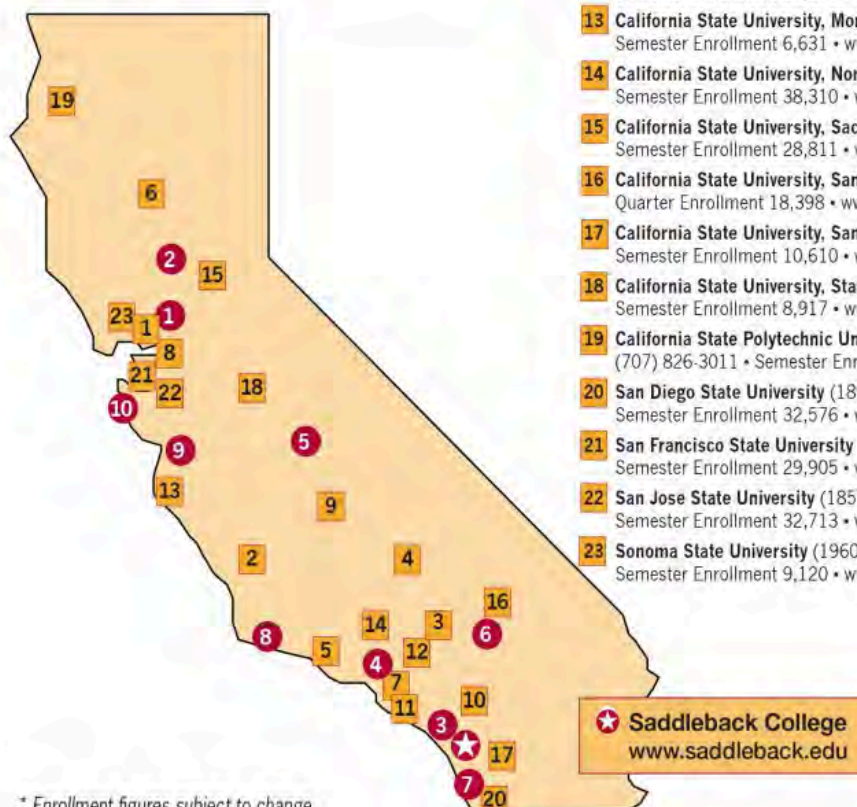 13 California State University, Mo
Semester Enrollment 6,631 •
14 California State University, Nor
Semester Enrollment 38,310 •
15 California State University, Sac
Semester Enrollment 28,811 •
16 California State University, San
Quarter Enrollment 18,398 •
17 California State University, San
Semester Enrollment 10,610 •
18 California State University, Sta
Semester Enrollment 8,917 •
19 California State Polytechnic Un
(707) 826-3011 • Semester Enr
20 San Diego State University (18
Semester Enrollment 32,576 •
21 San Francisco State University
Semester Enrollment 29,905 •
22 San Jose State University (185
Semester Enrollment 32,713 •
23 Sonoma State University (1960
Semester Enrollment 9,120 •
19
6
2
15
23
1
1
8
21
22
18
10
5
9
13
9
2
4
16
14
3
6
8
5
12
4
7
11
10
3
17
7
20
Saddleback College
www.saddleback.edu
* Enrollment figures subject to change